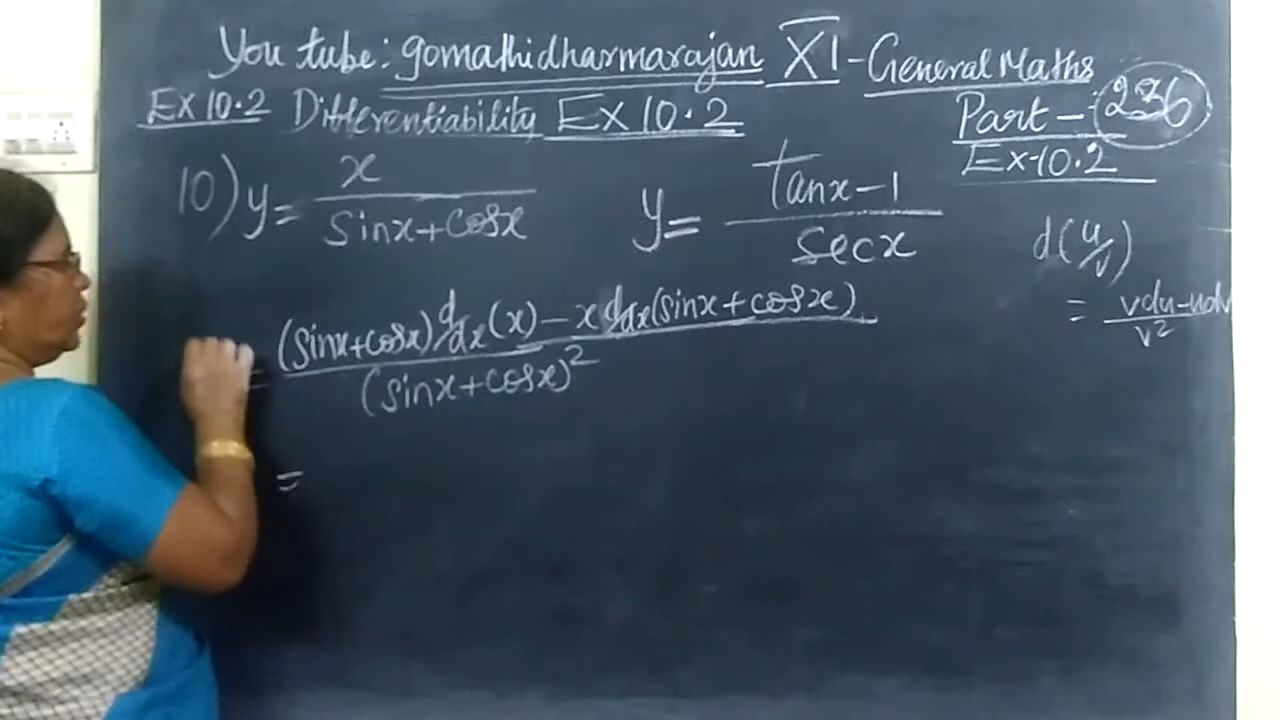 You tube: gomathidharmarajan XI - General Maths
Ex 10.2 Differentiability Ex 10.2
Part - 236
Ex-10.2
10) y = x / sinx+cosx
y = tanx-1 / secx
d(u/v)
= vdu-udv / v²
= (sinx+cosx) d/dx (x) - x d/dx (sinx+cosx) / (sinx+cosx)²
=